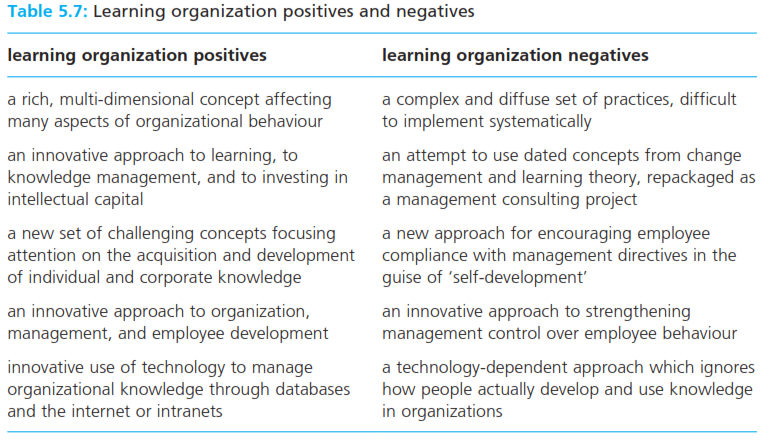 Table 5.7: Learning organization positives and negatives
learning organization positives
learning organization negatives
a rich, multi-dimensional concept affecting
many aspects of organizational behaviour
a complex and diffuse set of practices, difficult
to implement systematically
an innovative approach to learning, to
knowledge management, and to investing in
intellectual capital
an attempt to use dated concepts from change
management and learning theory, repackaged as
a management consulting project
a new set of challenging concepts focusing
attention on the acquisition and development
of individual and corporate knowledge
a new approach for encouraging employee
compliance with management directives in the
guise of ‘self-development’
an innovative approach to organization,
management, and employee development
an innovative approach to strengthening
management control over employee behaviour
innovative use of technology to manage
organizational knowledge through databases
and the internet or intranets
a technology-dependent approach which ignores
how people actually develop and use knowledge
in organizations